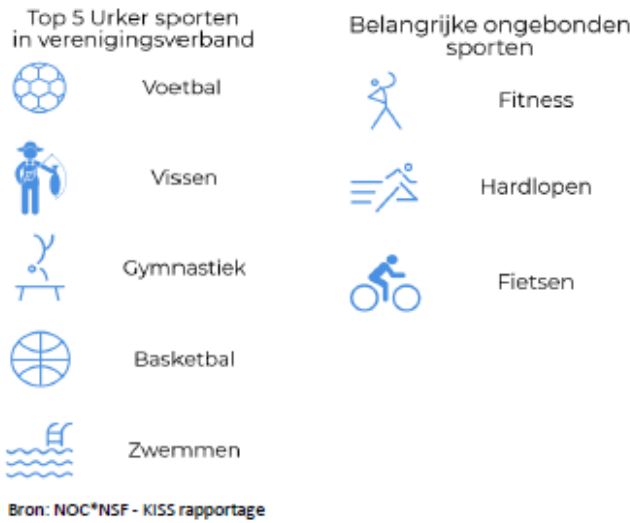 Top 5 Urker sporten
in verenigingsverband
Voetbal
Vissen
Gymnastiek
Basketbal
Zwemmen
Belangrijke ongebonden
sporten
Fitness
Hardlopen
Fietsen
Bron: NOC*NSF - KISS rapportage